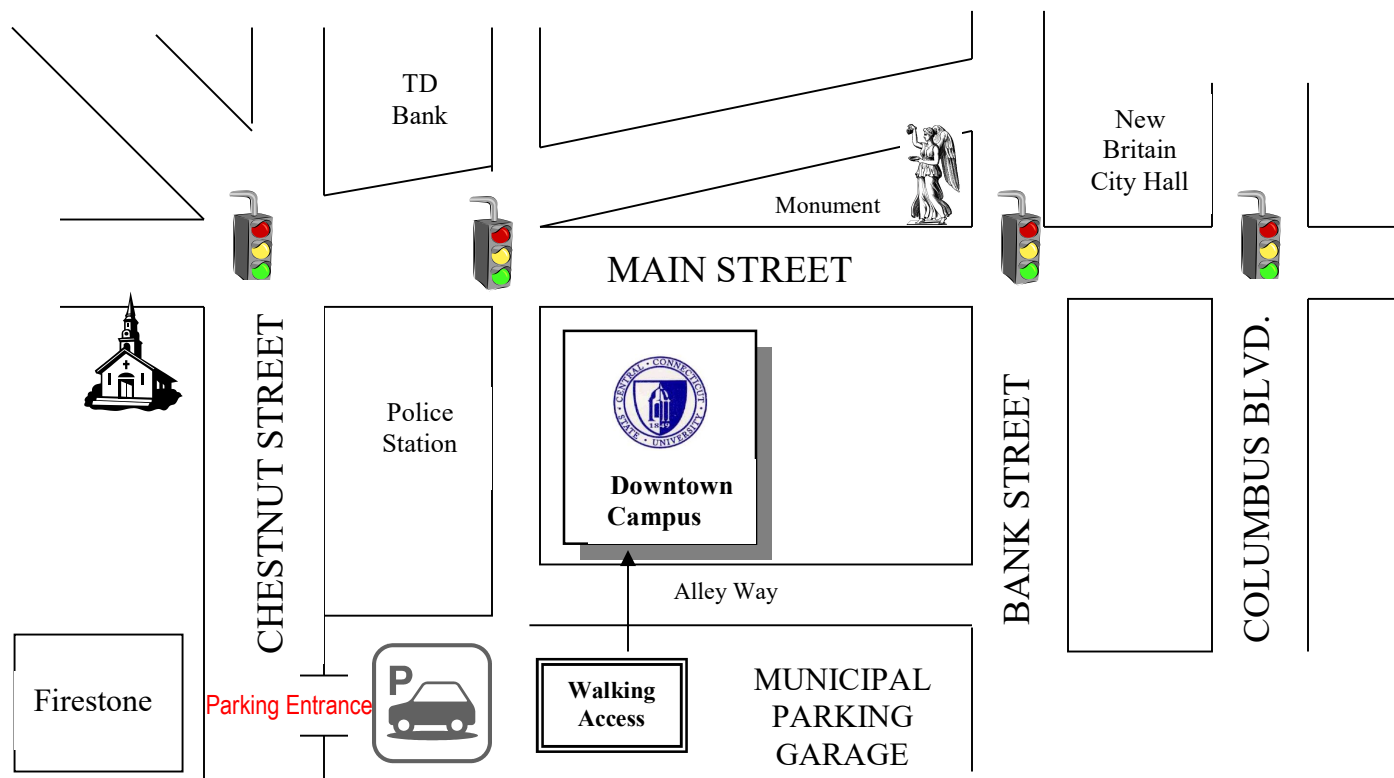 TD
Bank
New
Britain
City Hall
Monument
MAIN STREET
CHESTNUT STREET
Police
Station
CENTRAL • CONNECTICUT
STATE • UNIVERSITY
1849
Downtown
Campus
BANK STREET
COLUMBUS BLVD.
Alley Way
Firestone
Parking Entrance
P
Walking
Access
MUNICIPAL
PARKING
GARAGE